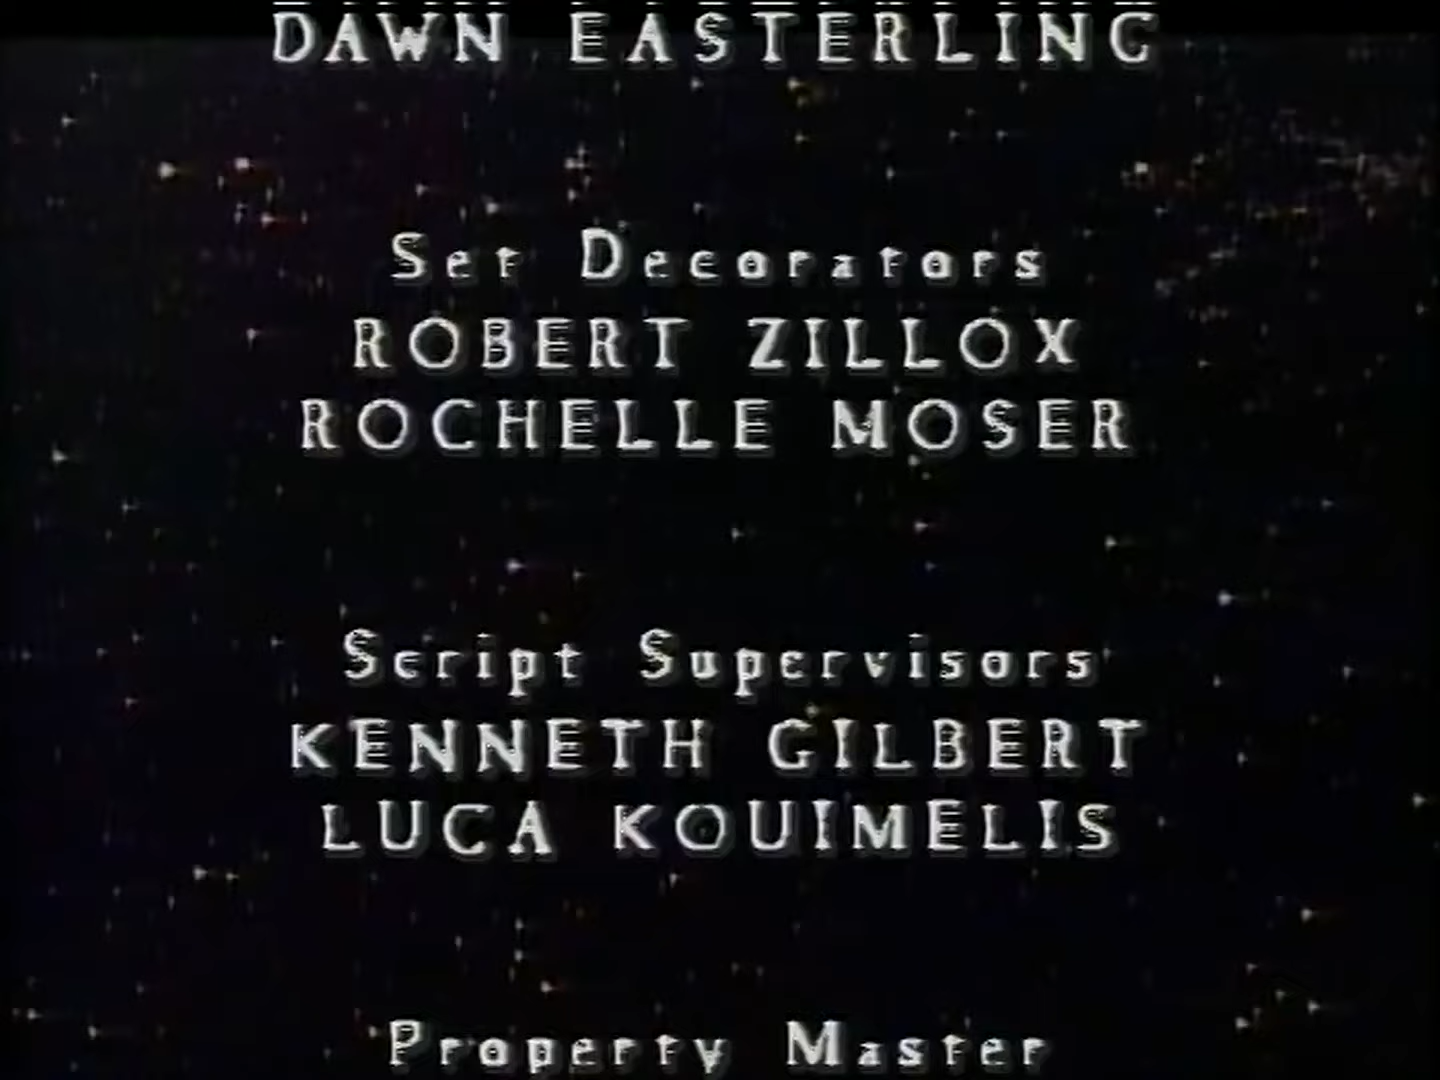 DAWN EASTERLING
Set Decorators
ROBERT ZILLOX
ROCHELLE MOSER
Script Supervisors
KENNETH GILBERT
LUCA KOUIMELIS
Property Master